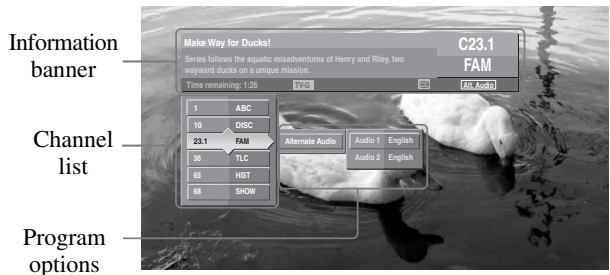 Information
banner
Make Way for Ducks!
Series follows the aquatic misadventures of Henry and Riley, two
wayward ducks on a unique mission.
Time remaining: 1:26 TV-G CC Alt. Audio
C23.1
FAM
Channel
list
1 ABC
10 DISC
23.1 FAM
36 TLC
65 HIST
68 SHOW
Alternate Audio
Audio 1 English
Audio 2 English
Program
options